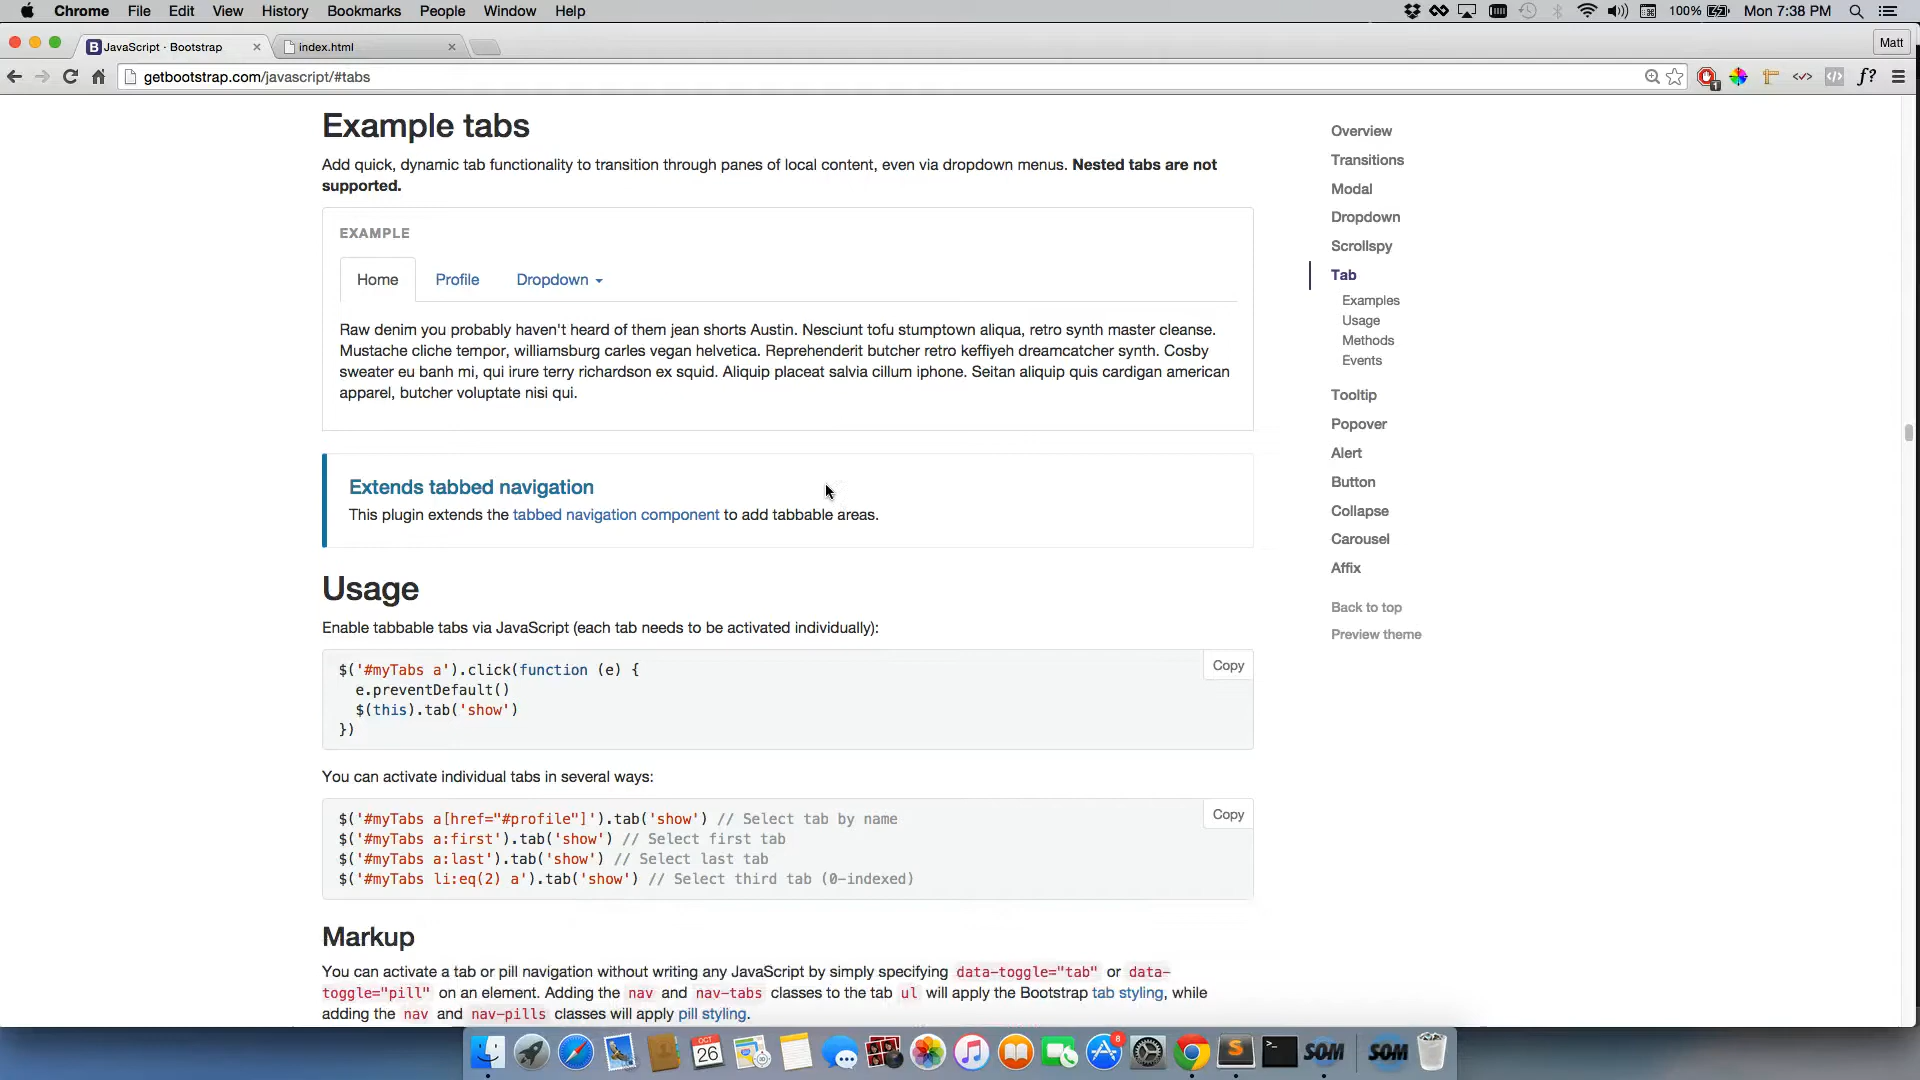 Chrome File Edit View History Bookmarks People Window Help
100% Mon 7:38 PM
JavaScript · Bootstrap
index.html
Matt
getbootstrap.com/javascript/#tabs
Example tabs
Add quick, dynamic tab functionality to transition through panes of local content, even via dropdown menus. Nested tabs are not
supported.
EXAMPLE
Home Profile Dropdown
Raw denim you probably haven't heard of them jean shorts Austin. Nesciunt tofu stumptown aliqua, retro synth master cleanse.
Mustache cliche tempor, williamsburg carles vegan helvetica. Reprehenderit butcher retro keffiyeh dreamcatcher synth. Cosby
sweater eu banh mi, qui irure terry richardson ex squid. Aliquip placeat salvia cillum iphone. Seitan aliquip quis cardigan american
apparel, butcher voluptate nisi qui.
Extends tabbed navigation
This plugin extends the tabbed navigation component to add tabbable areas.
Usage
Enable tabbable tabs via JavaScript (each tab needs to be activated individually):
Copy
$('#myTabs a').click(function (e) {
e.preventDefault()
$(this).tab('show')
})
You can activate individual tabs in several ways:
Copy
$('#myTabs a[href="#profile"]').tab('show') // Select tab by name
$('#myTabs a:first').tab('show') // Select first tab
$('#myTabs a:last').tab('show') // Select last tab
$('#myTabs li:eq(2) a').tab('show') // Select third tab (0-indexed)
Markup
You can activate a tab or pill navigation without writing any JavaScript by simply specifying data-toggle="tab" or data-
toggle="pill" on an element. Adding the nav and nav-tabs classes to the tab ul will apply the Bootstrap tab styling, while
adding the nav and nav-pills classes will apply pill styling.
Overview
Transitions
Modal
Dropdown
Scrollspy
Tab
Examples
Usage
Methods
Events
Tooltip
Popover
Alert
Button
Collapse
Carousel
Affix
Back to top
Preview theme
OCT
26
8
SOM
SOM